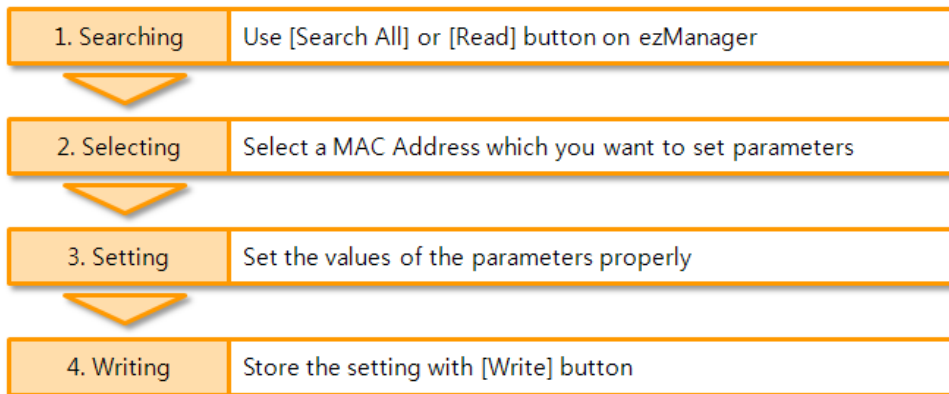 1. Searching Use [Search All] or [Read] button on ezManager
2. Selecting Select a MAC Address which you want to set parameters
3. Setting Set the values of the parameters properly
4. Writing Store the setting with [Write] button